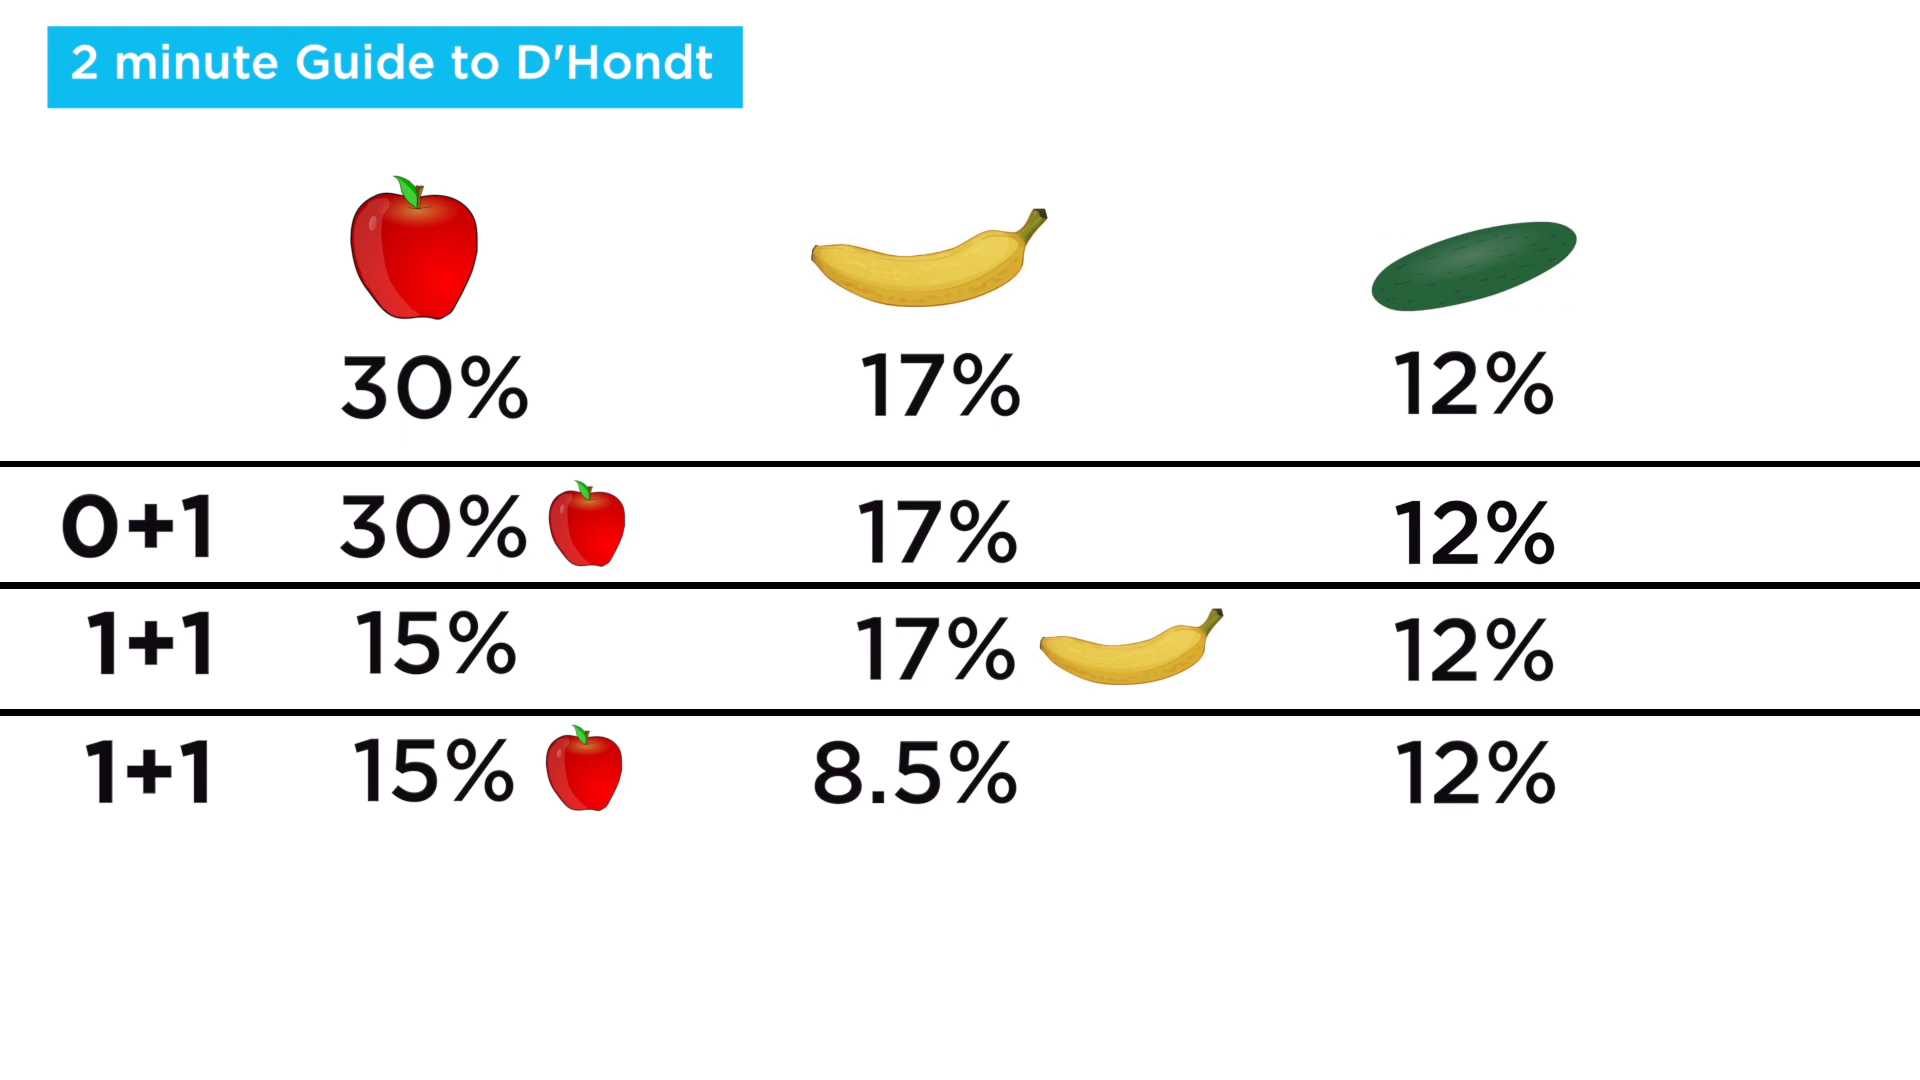 2 minute Guide to D'Hondt
30% 17% 12%
0+1 30% 17% 12%
1+1 15% 17% 12%
1+1 15% 8.5% 12%